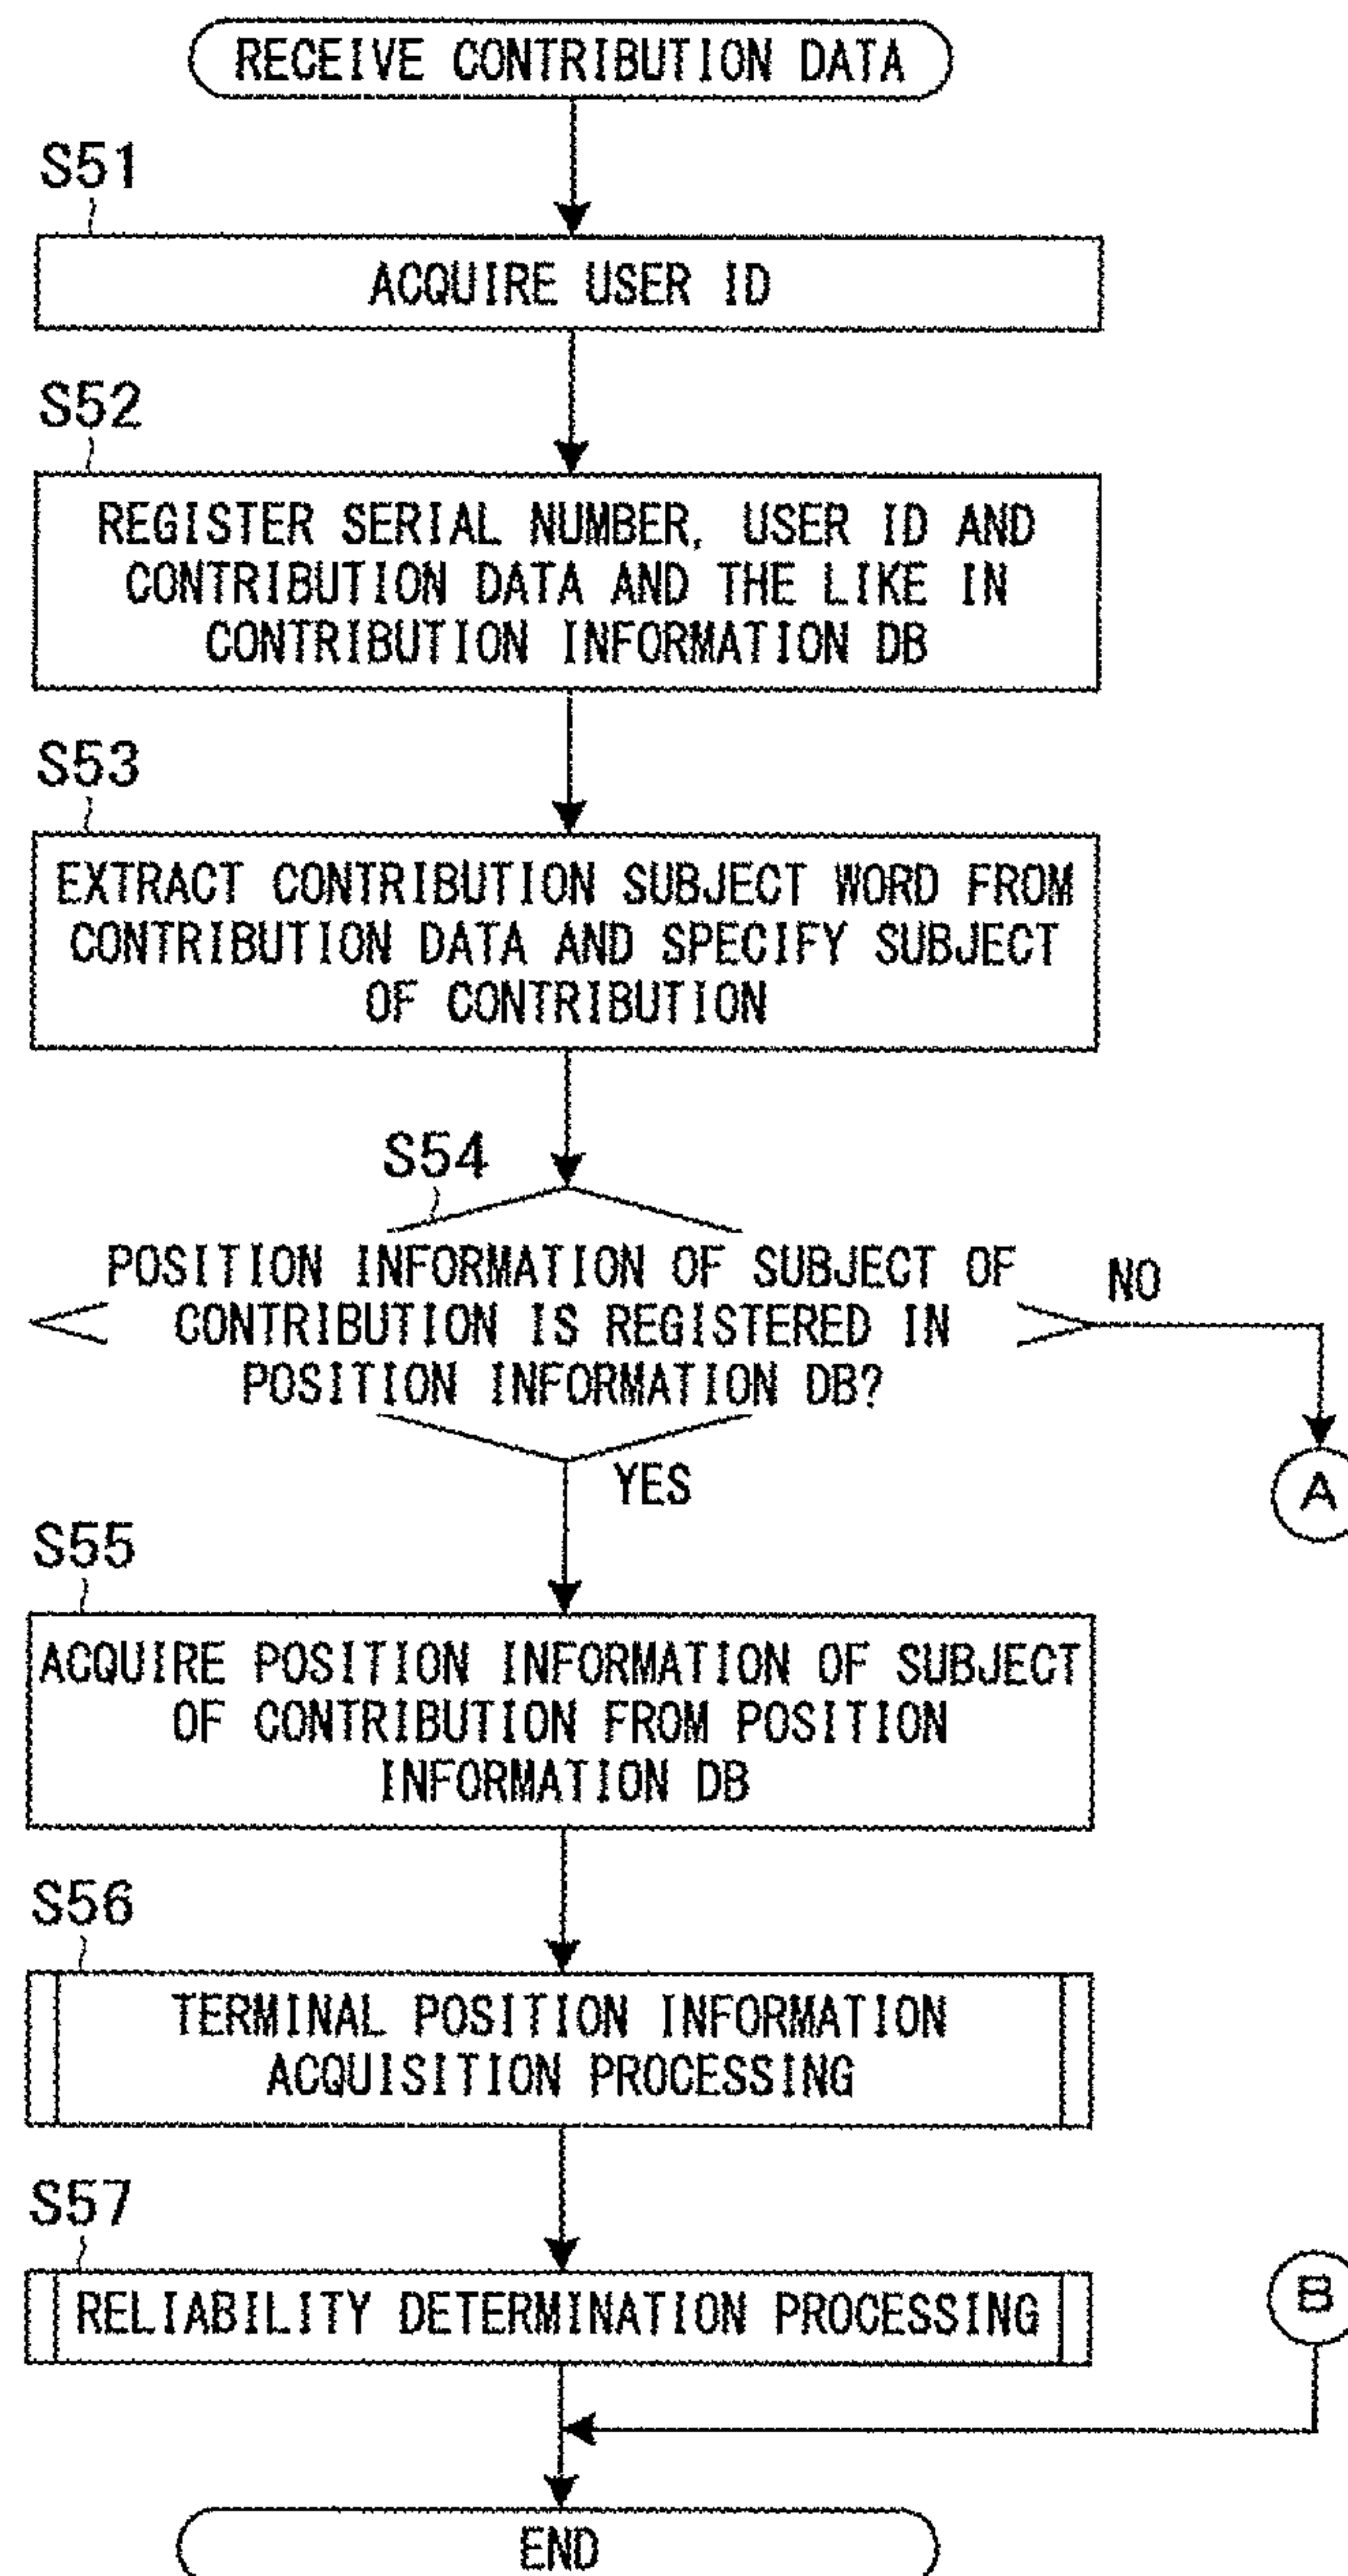 RECEIVE CONTRIBUTION DATA
S51
ACQUIRE USER ID
S52
REGISTER SERIAL NUMBER, USER ID AND
CONTRIBUTION DATA AND THE LIKE IN
CONTRIBUTION INFORMATION DB
S53
EXTRACT CONTRIBUTION SUBJECT WORD FROM
CONTRIBUTION DATA AND SPECIFY SUBJECT
OF CONTRIBUTION
S54
POSITION INFORMATION OF SUBJECT OF
CONTRIBUTION IS REGISTERED IN
POSITION INFORMATION DB?
NO
A
YES
S55
ACQUIRE POSITION INFORMATION OF SUBJECT
OF CONTRIBUTION FROM POSITION
INFORMATION DB
S56
TERMINAL POSITION INFORMATION
ACQUISITION PROCESSING
S57
RELIABILITY DETERMINATION PROCESSING
B
END